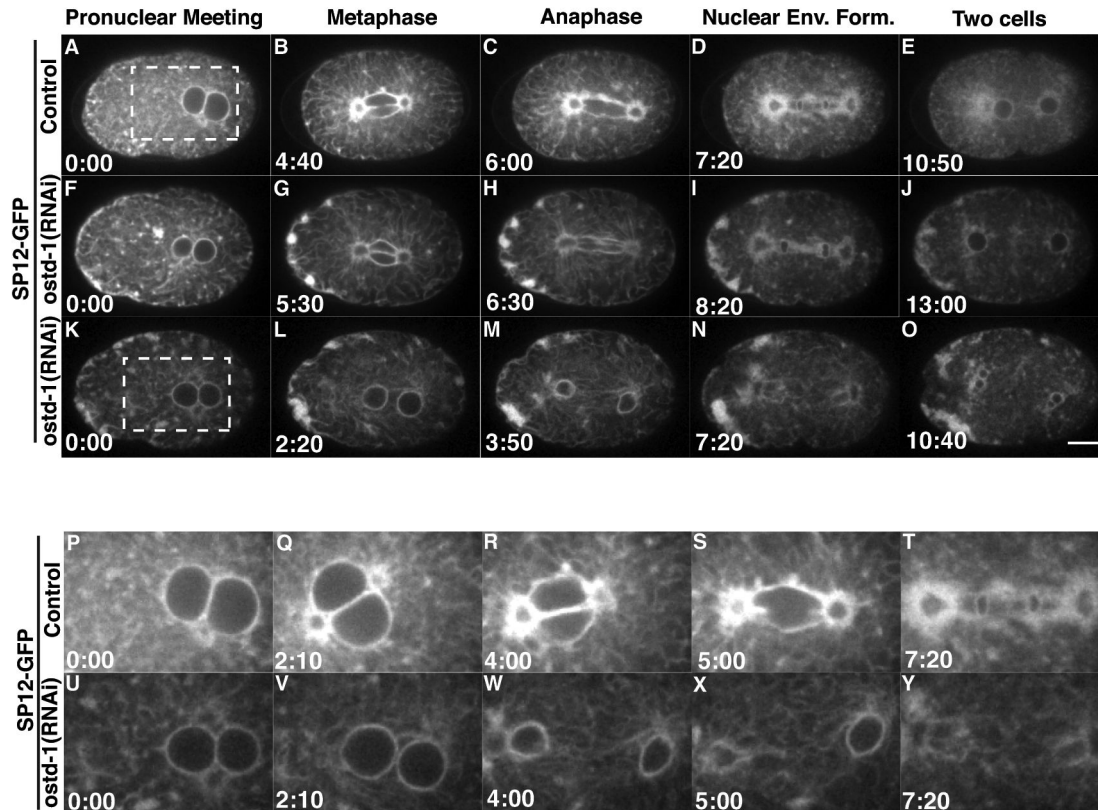 Pronuclear Meeting Metaphase Anaphase Nuclear Env. Form. Two cells
SP12-GFP
Control
A B C D E
0:00 4:40 6:00 7:20 10:50
ostd-1(RNAi)
F G H I J
0:00 5:30 6:30 8:20 13:00
ostd-1(RNAi)
K L M N O
0:00 2:20 3:50 7:20 10:40
SP12-GFP
Control
P Q R S T
0:00 2:10 4:00 5:00 7:20
ostd-1(RNAi)
U V W X Y
0:00 2:10 4:00 5:00 7:20